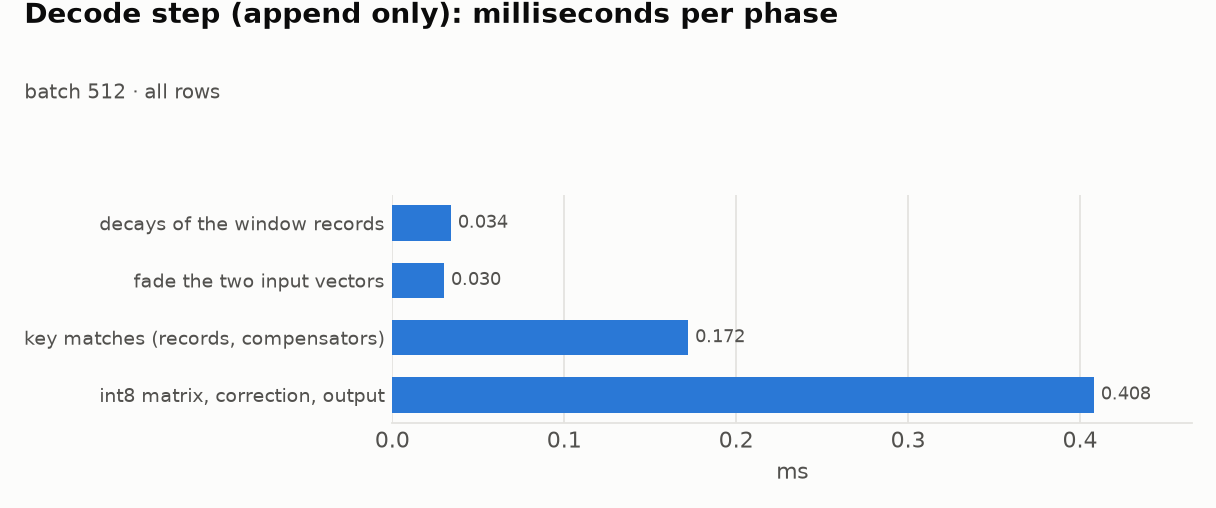 Decode step (append only): milliseconds per phase
batch 512 · all rows
decays of the window records
0.034
fade the two input vectors
0.030
key matches (records, compensators)
0.172
int8 matrix, correction, output
0.408
0.0 0.1 0.2 0.3 0.4
ms